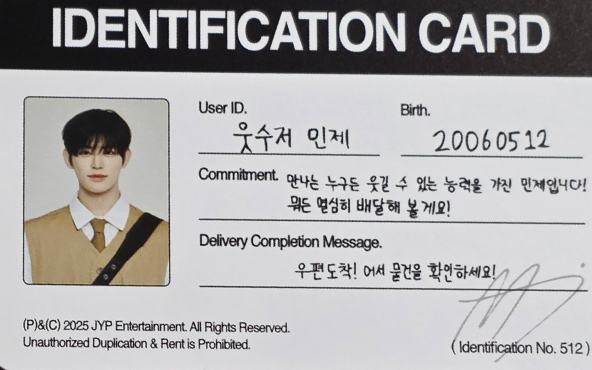 IDENTIFICATION CARD
User ID.
웃수저 민제
Birth.
20060512
Commitment. 만나는 누구든 웃길 수 있는 능력을 가진 민제입니다!
뭐든 열심히 배달해 볼게요!
Delivery Completion Message.
우편도착! 어서 물건을 확인하세요!
(P)&(C) 2025 JYP Entertainment. All Rights Reserved.
Unauthorized Duplication & Rent is Prohibited.
( Identification No. 512 )